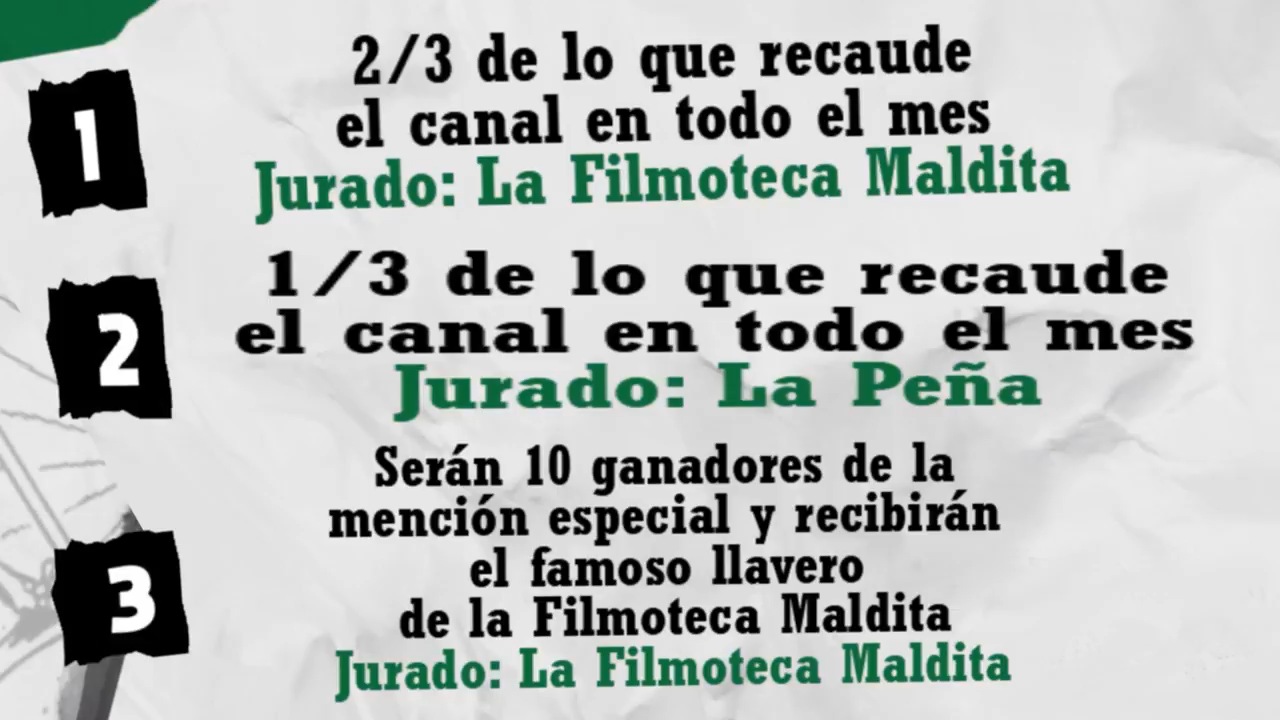 1
2/3 de lo que recaude
el canal en todo el mes
Jurado: La Filmoteca Maldita
2
1/3 de lo que recaude
el canal en todo el mes
Jurado: La Peña
3
Serán 10 ganadores de la
mención especial y recibirán
el famoso llavero
de la Filmoteca Maldita
Jurado: La Filmoteca Maldita